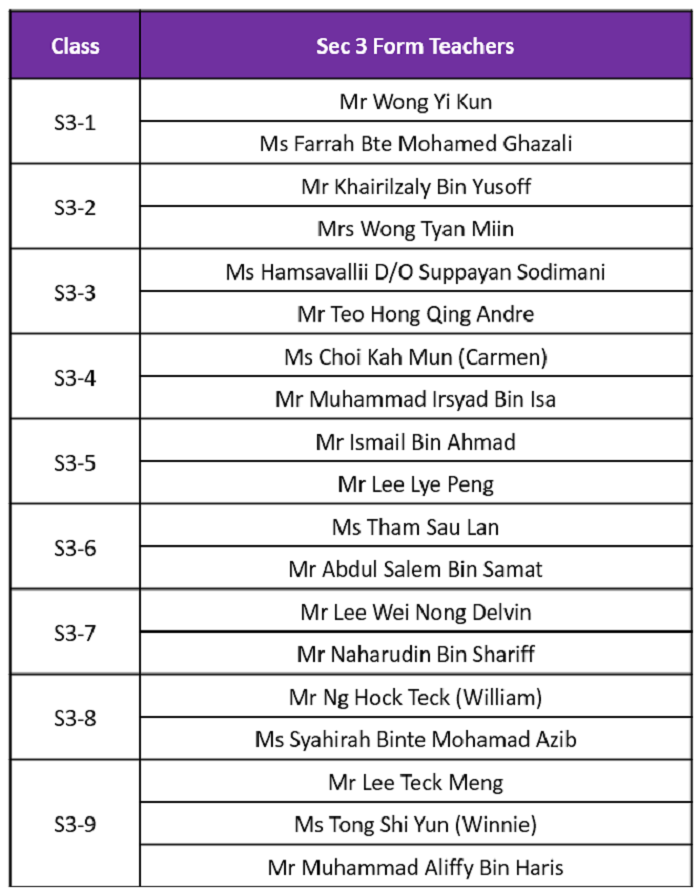 Class Sec 3 Form Teachers
S3-1
Mr Wong Yi Kun
Ms Farrah Bte Mohamed Ghazali
S3-2
Mr Khairilzaly Bin Yusoff
Mrs Wong Tyan Miin
S3-3
Ms Hamsavallii D/O Suppayan Sodimani
Mr Teo Hong Qing Andre
S3-4
Ms Choi Kah Mun (Carmen)
Mr Muhammad Irsyad Bin Isa
S3-5
Mr Ismail Bin Ahmad
Mr Lee Lye Peng
S3-6
Ms Tham Sau Lan
Mr Abdul Salem Bin Samat
S3-7
Mr Lee Wei Nong Delvin
Mr Naharudin Bin Shariff
S3-8
Mr Ng Hock Teck (William)
Ms Syahirah Binte Mohamad Azib
S3-9
Mr Lee Teck Meng
Ms Tong Shi Yun (Winnie)
Mr Muhammad Aliffy Bin Haris